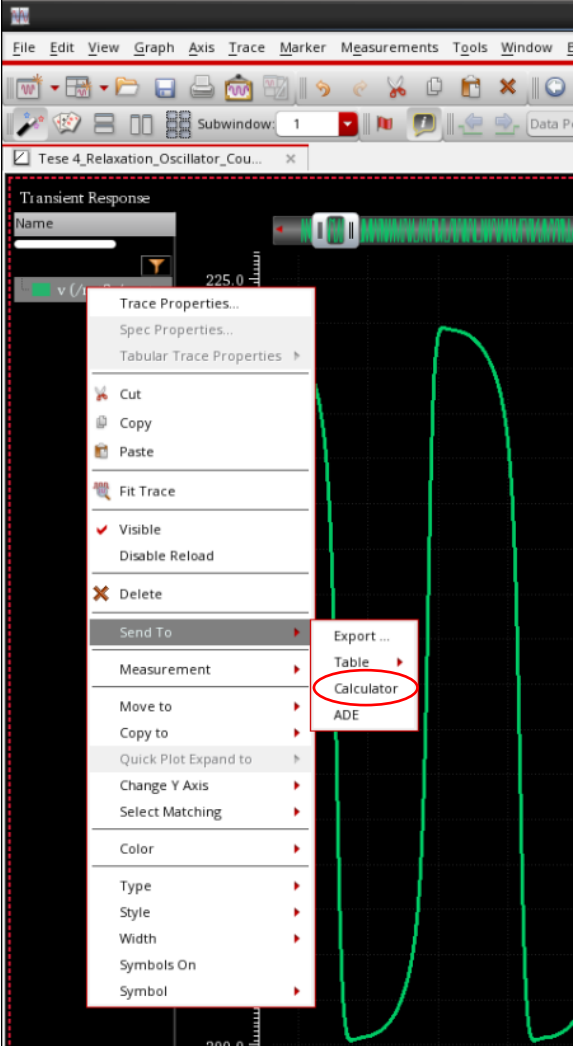 File Edit View Graph Axis Trace Marker Measurements Tools Window
Subwindow: 1
Data
Tese 4_Relaxation_Oscillator_Cou...
Transient Response
Name
225.0
v (/
Trace Properties...
Spec Properties...
Tabular Trace Properties
Cut
Copy
Paste
Fit Trace
Visible
Disable Reload
Delete
Send To
Export ...
Table
Calculator
ADE
Measurement
Move to
Copy to
Quick Plot Expand to
Change Y Axis
Select Matching
Color
Type
Style
Width
Symbols On
Symbol